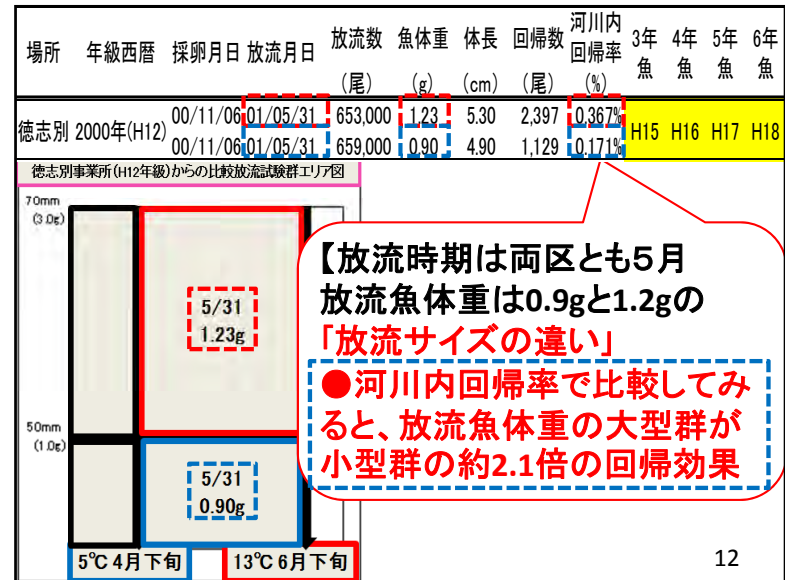 場所 年級西暦 採卵月日 放流月日 放流数（尾） 魚体重（g） 体長（cm） 回帰数（尾） 河川内回帰率（%） 3年魚 4年魚 5年魚 6年魚
徳志別 2000年(H12) 00/11/06 01/05/31 653,000 1.23 5.30 2,397 0.367% H15 H16 H17 H18
00/11/06 01/05/31 659,000 0.90 4.90 1,129 0.171%
徳志別事業所(H12年級)からの比較放流試験群エリア図
70mm
(3.0g)
5/31
1.23g
50mm
(1.0g)
5/31
0.90g
5℃ 4月下旬 13℃ 6月下旬
【放流時期は両区とも５月
放流魚体重は0.9gと1.2gの
「放流サイズの違い」
●河川内回帰率で比較してみ
ると、放流魚体重の大型群が
小型群の約2.1倍の回帰効果
12